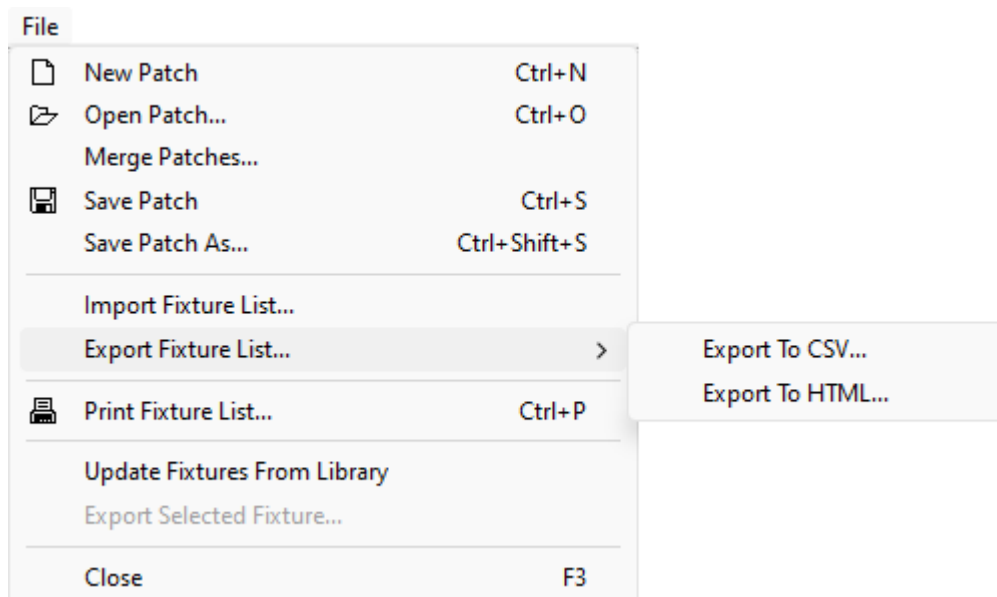 File
New Patch Ctrl+N
Open Patch... Ctrl+O
Merge Patches...
Save Patch Ctrl+S
Save Patch As... Ctrl+Shift+S
Import Fixture List...
Export Fixture List... >
Export To CSV...
Export To HTML...
Print Fixture List... Ctrl+P
Update Fixtures From Library
Export Selected Fixture...
Close F3